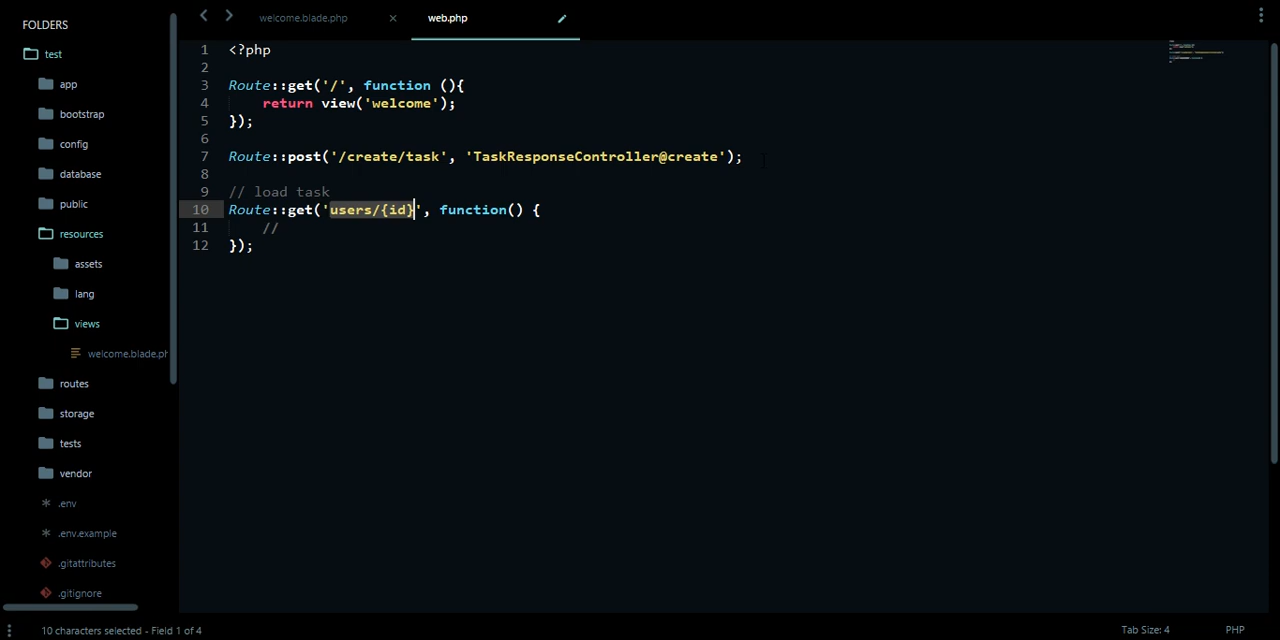 FOLDERS
test
app
bootstrap
config
database
public
resources
assets
lang
views
welcome.blade.ph
routes
storage
tests
vendor
.env
.env.example
.gitattributes
.gitignore
welcome.blade.php
web.php
1 <?php
2
3 Route::get('/', function (){
4 return view('welcome');
5 });
6
7 Route::post('/create/task', 'TaskResponseController@create');
8
9 // load task
10 Route::get('users/{id}', function() {
11 //
12 });
10 characters selected - Field 1 of 4
Tab Size: 4
PHP